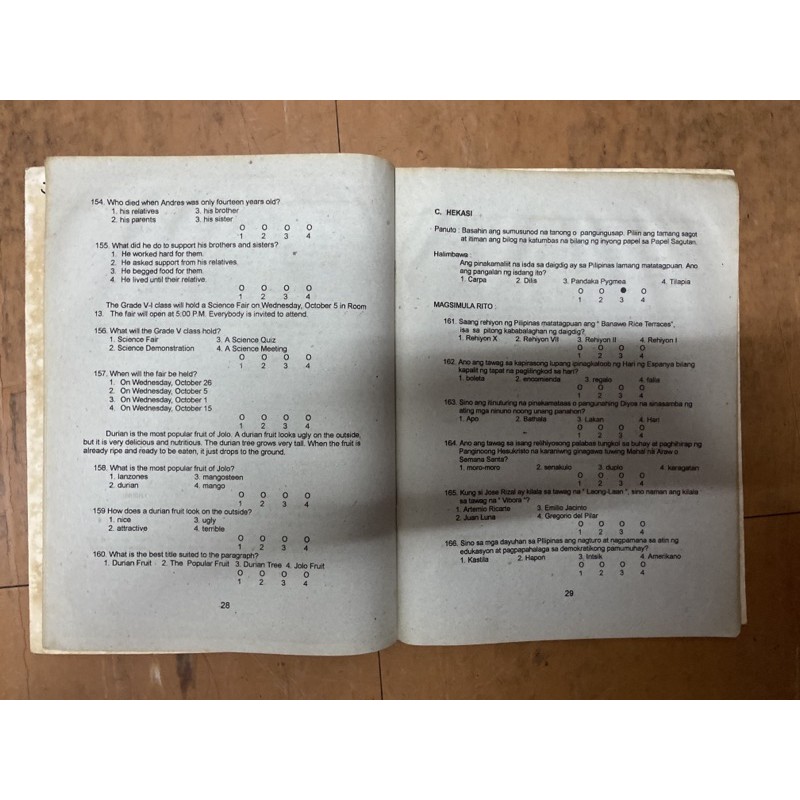 154. Who died when Andres was only fourteen years old?
1. his relatives 3. his brother
2. his parents 3. his sister
O O O O
1 2 3 4
155. What did he do to support his brothers and sisters?
1. He worked hard for them.
2. He asked support from his relatives.
3. He begged food for them.
4. He lived until their relative.
O O O O
1 2 3 4
The Grade V-I class will hold a Science Fair on Wednesday, October 5 in Room
13. The fair will open at 5:00 P.M. Everybody is invited to attend.
156. What will the Grade V class hold?
1. Science Fair 3. A Science Quiz
2. Science Demonstration 4. A Science Meeting
O O O O
1 2 3 4
157. When will the fair be held?
1. On Wednesday, October 26
2. On Wednesday, October 5
3. On Wednesday, October 1
4. On Wednesday, October 15
O O O O
1 2 3 4
Durian is the most popular fruit of Jolo. A durian fruit looks ugly on the outside,
but it is very delicious and nutritious. The durian tree grows very tall. When the fruit is
already ripe and ready to be eaten, it just drops to the ground.
158. What is the most popular fruit of Jolo?
1. lanzones 3. mangosteen
2. durian 4. mango
O O O O
1 2 3 4
159 How does a durian fruit look on the outside?
1. nice 3. ugly
2. attractive 4. terrible
O O O O
1 2 3 4
160. What is the best title suited to the paragraph?
1. Durian Fruit 2. The Popular Fruit 3. Durian Tree 4. Jolo Fruit
O O O O
1 2 3 4
28
C. HEKASI
Panuto : Basahin ang sumusunod na tanong o pangungusap. Piliin ang tamang sagot
at itiman ang bilog na katumbas na bilang ng inyong papel sa Papel Sagutan.
Halimbawa :
Ang pinakamaliit na isda sa daigdig ay sa Pilipinas lamang matatagpuan. Ano
ang pangalan ng isdang ito?
1. Carpa 2. Dilis 3. Pandaka Pygmea 4. Tilapia
O O ● O
1 2 3 4
MAGSIMULA RITO :
161. Saang rehiyon ng Pilipinas matatagpuan ang " Banawe Rice Terraces",
isa sa pitong kababalaghan ng daigdig?
1. Rehiyon X 2. Rehiyon VII 3. Rehiyon II 4. Rehiyon I
O O O O
1 2 3 4
162. Ano ang tawag sa kapirasong lupang ipinagkaloob ng Hari ng Espanya bilang
kapalit ng tapat na paglilingkod sa hari?
1. boleta 2. encomienda 3. regalo 4. falla
O O O O
1 2 3 4
163. Sino ang itinuturing na pinakamataas o pangunahing Diyos na sinasamba ng
ating mga ninuno noong unang panahon?
1. Apo 2. Bathala 3. Lakan 4. Hari
O O O O
1 2 3 4
164. Ano ang tawag sa isang relihiyosong palabas tungkol sa buhay at paghihirap ng
Panginoong Hesukristo na karaniwing ginagawa tuwing Mahal na Araw o
Semana Santa?
1. moro-moro 2. senakulo 3. duplo 4. karagatan
O O O O
1 2 3 4
165. Kung si Jose Rizal ay kilala sa tawag na " Laong-Laan ", sino naman ang kilala
sa tawag na " Vibora "?
1. Artemio Ricarte 3. Emilio Jacinto
2. Juan Luna 4. Gregorio del Pilar
O O O O
1 2 3 4
166. Sino sa mga dayuhan sa Pilipinas ang nagturo at nagpamana sa atin ng
edukasyon at pagpapahalaga sa demokratikong pamumuhay?
1. Kastila 2. Hapon 3. Intsik 4. Amerikano
O O O O
1 2 3 4
29